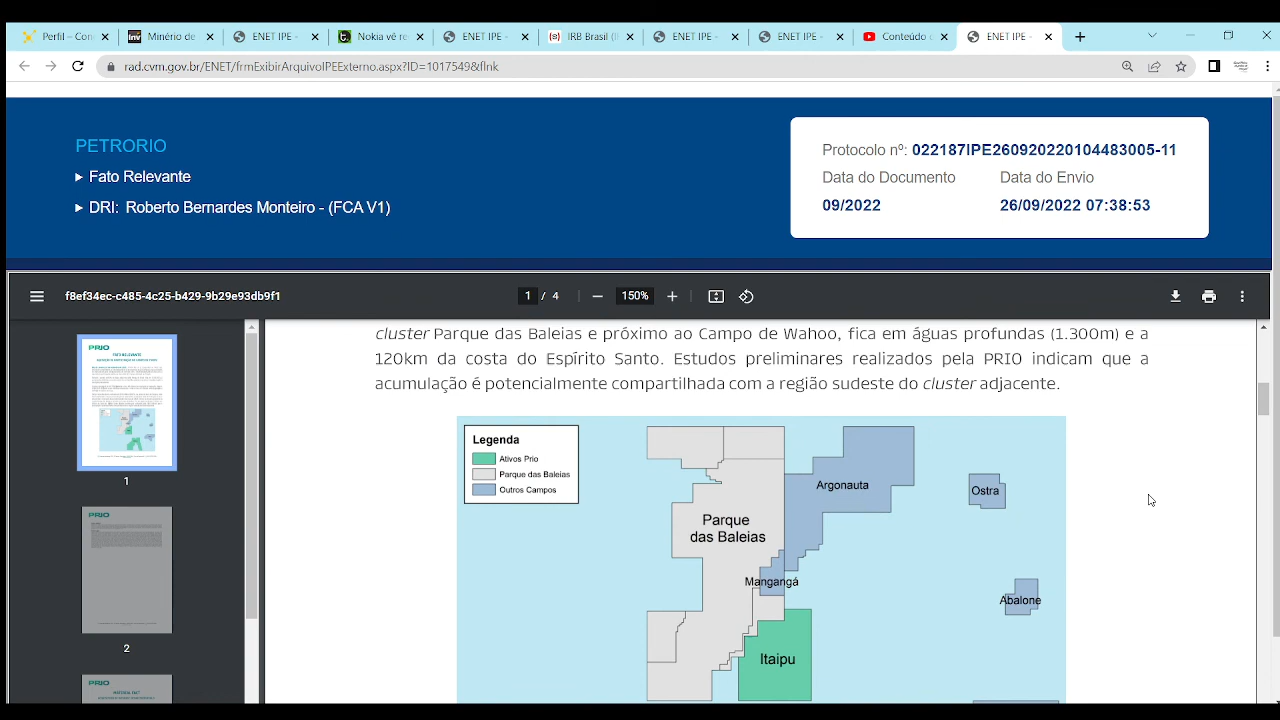 Perfil – Con
Minério de
ENET IPE -
Nokia vê re
ENET IPE -
IRB Brasil (I
ENET IPE -
ENET IPE -
Conteúdo c
ENET IPE -
rad.cvm.gov.br/ENET/frmExibirArquivoIPEExterno.aspx?ID=1017549&flnk
PETRORIO
Fato Relevante
DRI: Roberto Bernardes Monteiro - (FCA V1)
Protocolo nº: 022187IPE260920220104483005-11
Data do Documento Data do Envio
09/2022 26/09/2022 07:38:53
f8ef34ec-c485-4c25-b429-9b29e93db9f1
1 / 4
150%
PRIO
1
2
PRIO
cluster Parque das Baleias e próximo ao Campo de Wahoo, fica em águas profundas (1.300m) e a
120km da costa do Espírito Santo. Estudos preliminares realizados pela PRIO indicam que a
acumulação é potencialmente compartilhada com a região sudeste do cluster adjacente.
Legenda
Ativos Prio
Parque das Baleias
Outros Campos
Argonauta
Ostra
Parque
das Baleias
Mangangá
Abalone
Itaipu